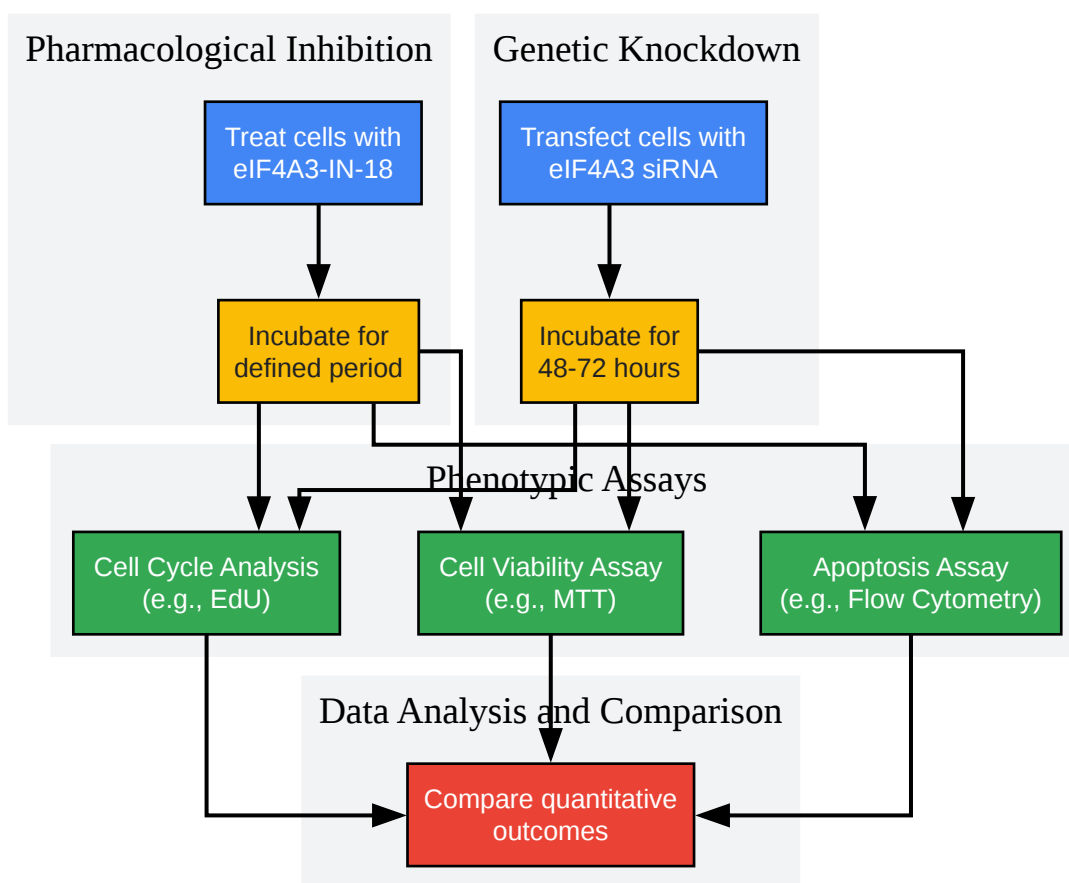 Pharmacological Inhibition
Genetic Knockdown
Treat cells with
eIF4A3-IN-18
Transfect cells with
eIF4A3 siRNA
Incubate for
defined period
Incubate for
48-72 hours
Phenotypic Assays
Cell Cycle Analysis
(e.g., EdU)
Cell Viability Assay
(e.g., MTT)
Apoptosis Assay
(e.g., Flow Cytometry)
Data Analysis and Comparison
Compare quantitative
outcomes